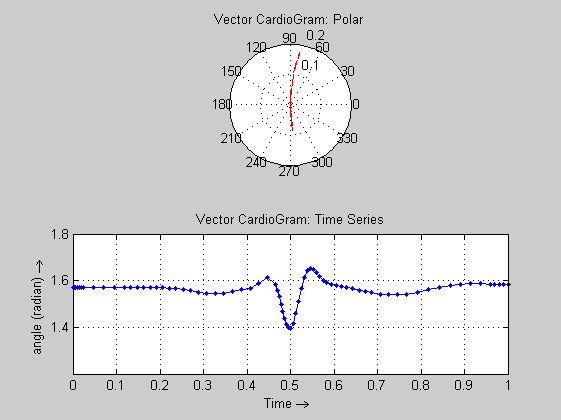 Vector CardioGram: Polar
90 0.2
120 60
0.1
150 30
180 0
210 330
240 300
270
Vector CardioGram: Time Series
1.8
1.6
1.4
angle (radian) →
0 0.1 0.2 0.3 0.4 0.5 0.6 0.7 0.8 0.9 1
Time →